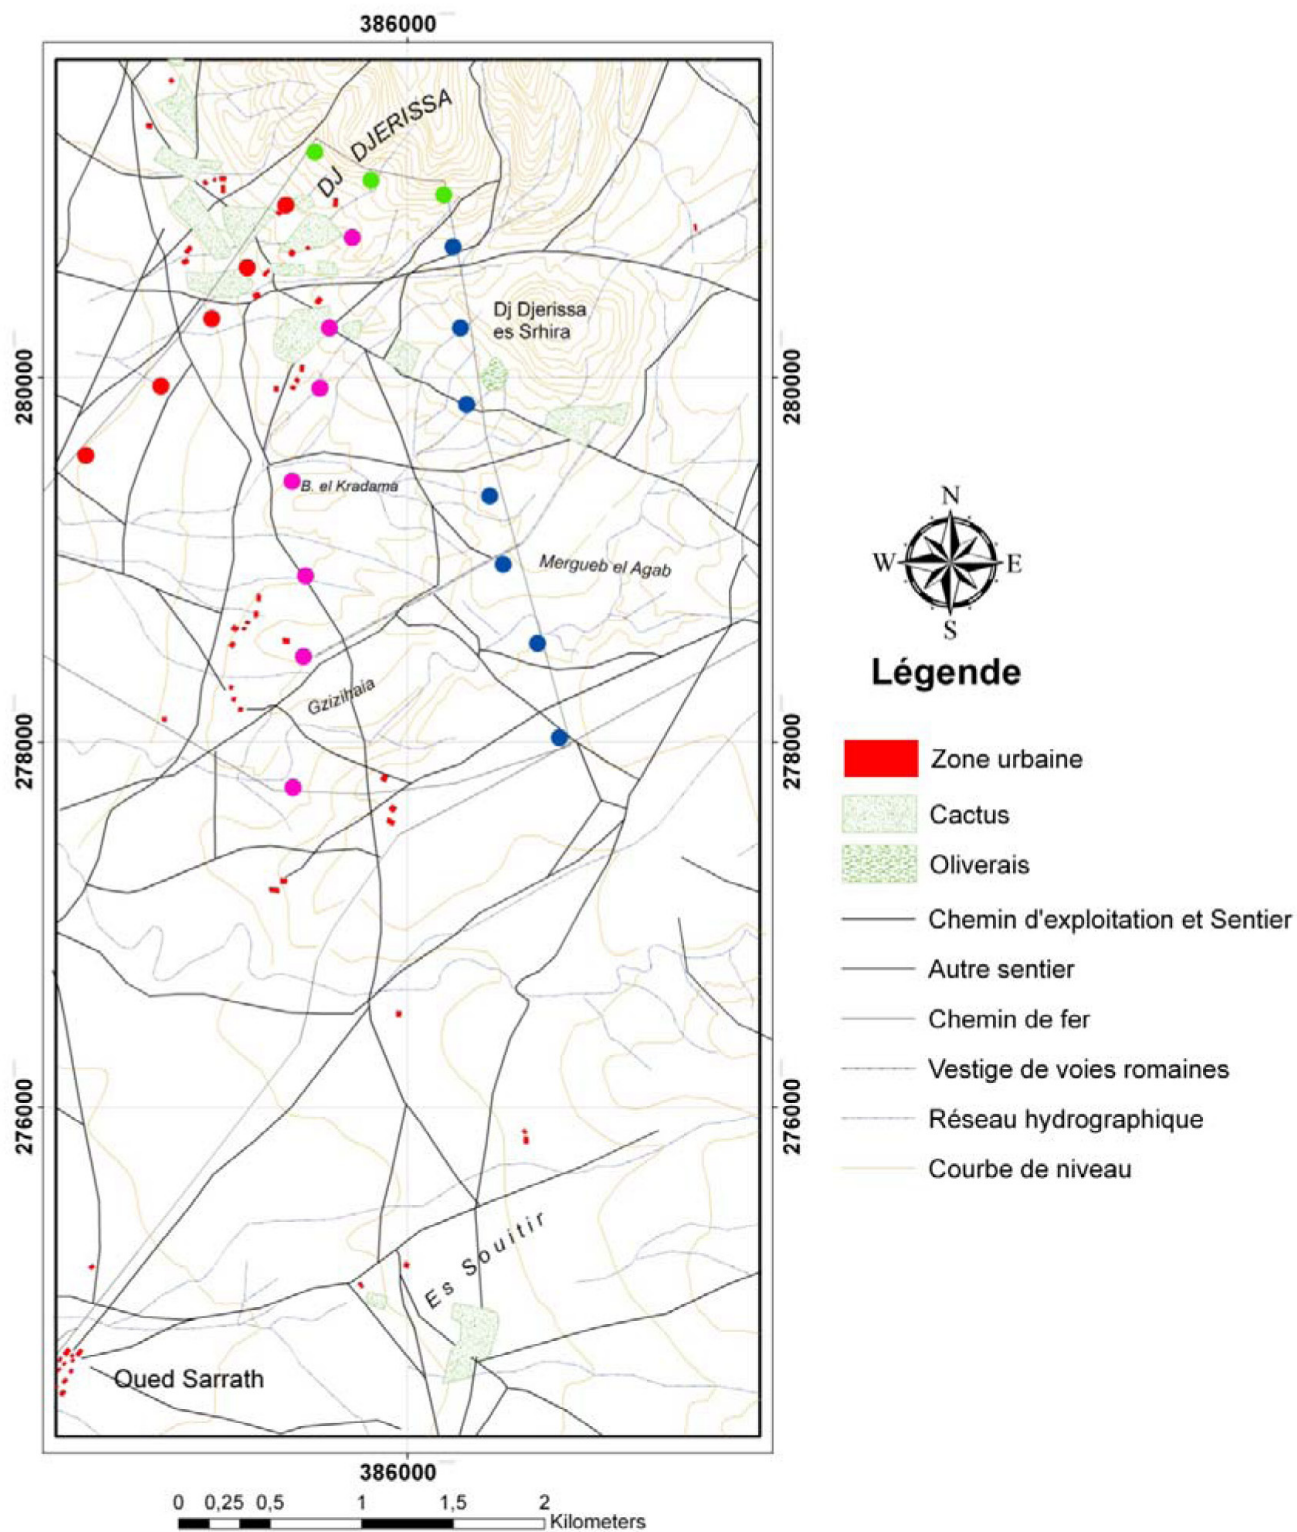 386000
DJ DJERISSA
Dj Djerissa
es Srhira
280000
280000
B. el Kradama
Mergueb el Agab
Gzizihaia
278000
278000
276000
276000
Es Souitir
Oued Sarrath
386000
0 0,25 0,5 1 1,5 2
Kilometers
N
W E
S
Légende
Zone urbaine
Cactus
Oliverais
Chemin d'exploitation et Sentier
Autre sentier
Chemin de fer
Vestige de voies romaines
Réseau hydrographique
Courbe de niveau